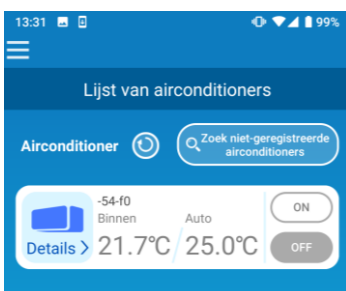 13:31 99%
Lijst van airconditioners
Airconditioner Zoek niet-geregistreerde
airconditioners
-54-f0
Binnen Auto
ON
Details > 21.7℃ 25.0℃
OFF